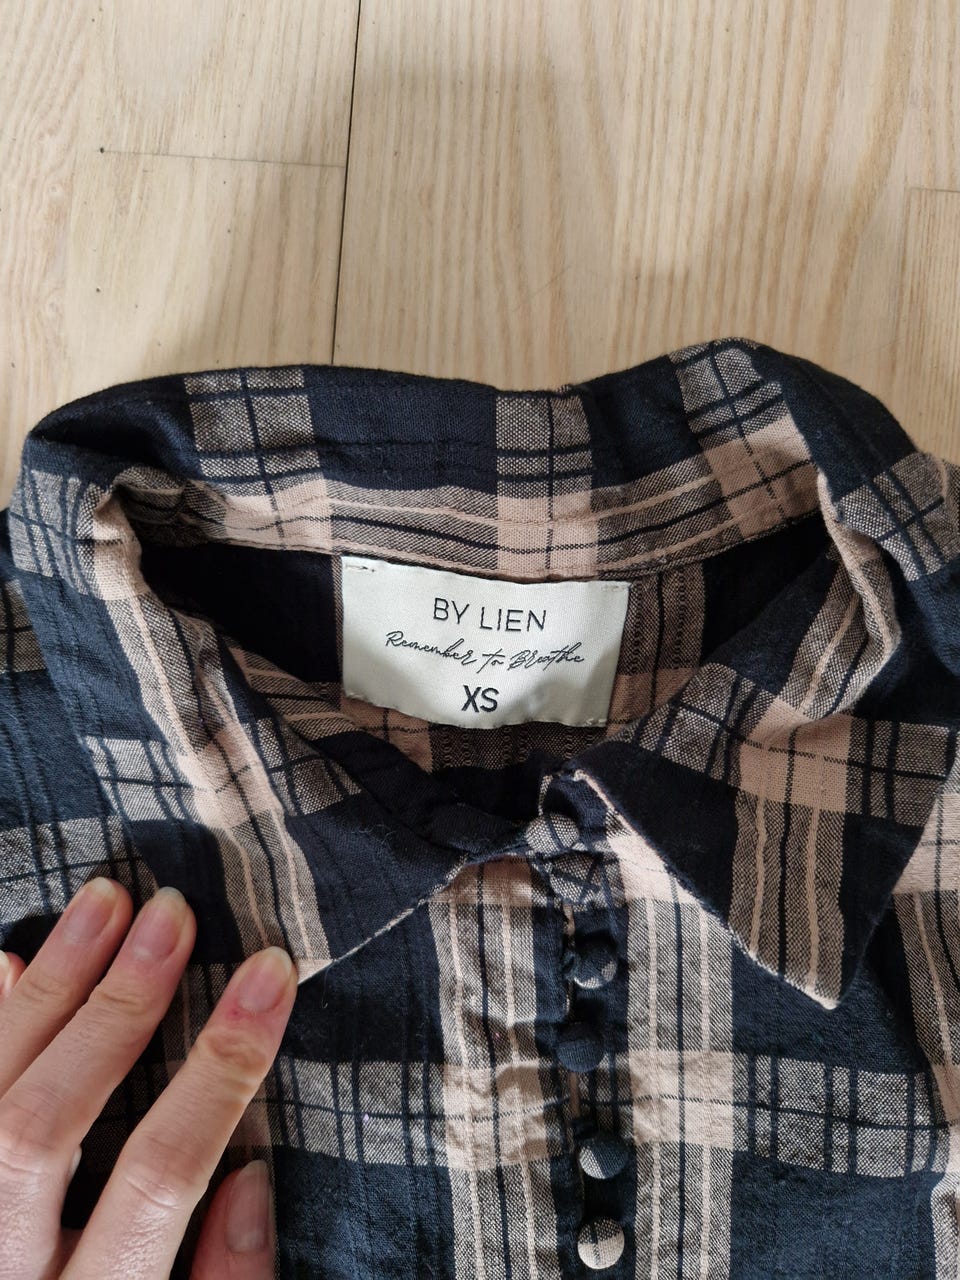 BY LIEN
Remember to Breathe
XS